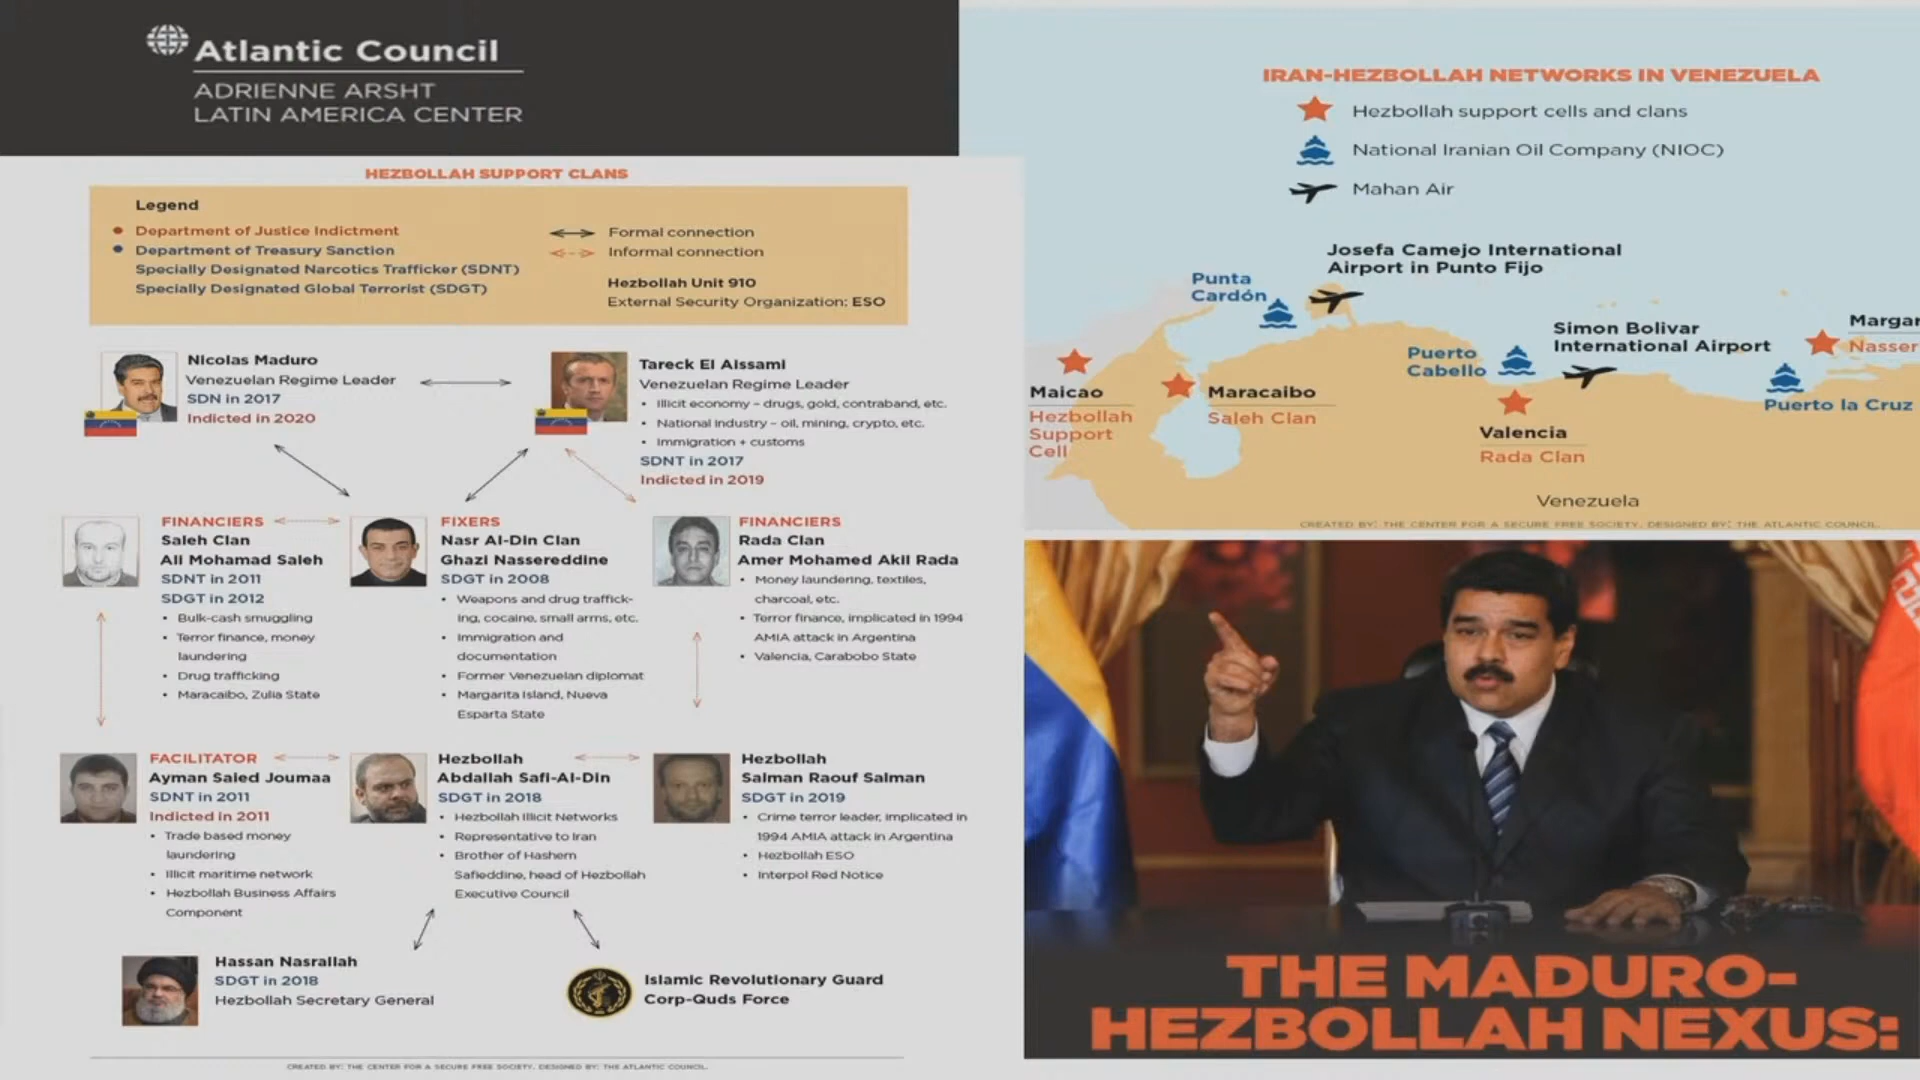 Atlantic Council
ADRIENNE ARSHT
LATIN AMERICA CENTER
HEZBOLLAH SUPPORT CLANS
Legend
Department of Justice Indictment
Department of Treasury Sanction
Specially Designated Narcotics Trafficker (SDNT)
Specially Designated Global Terrorist (SDGT)
Formal connection
Informal connection
Hezbollah Unit 910
External Security Organization: ESO
Nicolas Maduro
Venezuelan Regime Leader
SDN in 2017
Indicted in 2020
Tareck El Aissami
Venezuelan Regime Leader
• Illicit economy – drugs, gold, contraband, etc.
• National industry – oil, mining, crypto, etc.
• Immigration + customs
SDNT in 2017
Indicted in 2019
FINANCIERS
Saleh Clan
Ali Mohamad Saleh
SDNT in 2011
SDGT in 2012
• Bulk-cash smuggling
• Terror finance, money
laundering
• Drug trafficking
• Maracaibo, Zulia State
FIXERS
Nasr Al-Din Clan
Ghazi Nassereddine
SDGT in 2008
• Weapons and drug traffick-
ing, cocaine, small arms, etc.
• Immigration and
documentation
• Former Venezuelan diplomat
• Margarita Island, Nueva
Esparta State
FINANCIERS
Rada Clan
Amer Mohamed Akil Rada
• Money laundering, textiles,
charcoal, etc.
• Terror finance, implicated in 1994
AMIA attack in Argentina
• Valencia, Carabobo State
FACILITATOR
Ayman Saied Joumaa
SDNT in 2011
Indicted in 2011
• Trade based money
laundering
• Illicit maritime network
• Hezbollah Business Affairs
Component
Hezbollah
Abdallah Safi-Al-Din
SDGT in 2018
• Hezbollah Illicit Networks
• Representative to Iran
• Brother of Hashem
Safieddine, head of Hezbollah
Executive Council
Hezbollah
Salman Raouf Salman
SDGT in 2019
• Crime terror leader, implicated in
1994 AMIA attack in Argentina
• Hezbollah ESO
• Interpol Red Notice
Hassan Nasrallah
SDGT in 2018
Hezbollah Secretary General
Islamic Revolutionary Guard
Corp-Quds Force
CREATED BY: THE CENTER FOR A SECURE FREE SOCIETY. DESIGNED BY: THE ATLANTIC COUNCIL.
IRAN-HEZBOLLAH NETWORKS IN VENEZUELA
Hezbollah support cells and clans
National Iranian Oil Company (NIOC)
Mahan Air
Josefa Camejo International
Airport in Punto Fijo
Punta
Cardón
Simon Bolivar
International Airport
Margar
Nasser
Puerto
Cabello
Puerto la Cruz
Maicao
Hezbollah
Support
Cell
Maracaibo
Saleh Clan
Valencia
Rada Clan
Venezuela
CREATED BY: THE CENTER FOR A SECURE FREE SOCIETY. DESIGNED BY: THE ATLANTIC COUNCIL.
THE MADURO-
HEZBOLLAH NEXUS: